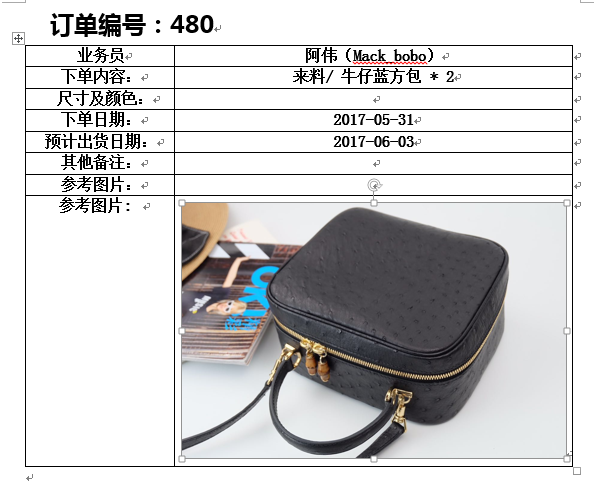 订单编号：480
业务员 阿伟（Mack_bobo）
下单内容： 来料/ 牛仔蓝方包 * 2
尺寸及颜色：
下单日期： 2017-05-31
预计出货日期： 2017-06-03
其他备注：
参考图片：
参考图片：